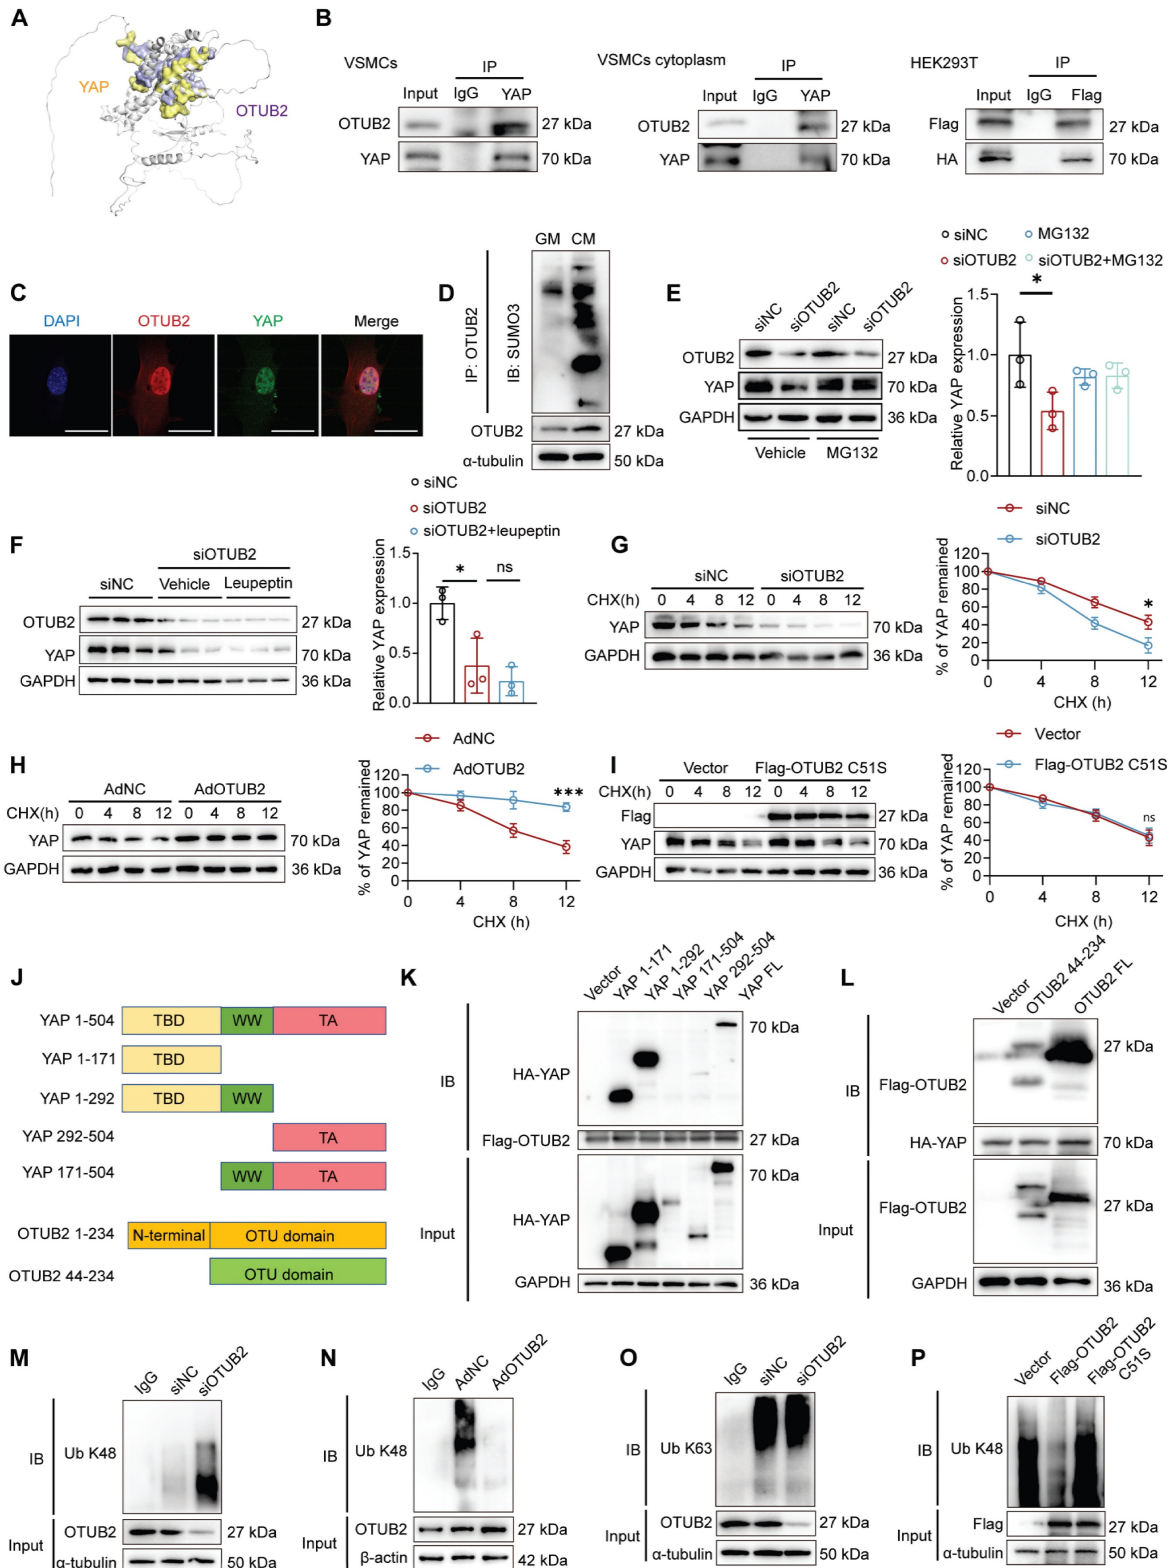 A
YAP
OTUB2
B
VSMCs
IP
Input IgG YAP
OTUB2 27 kDa
YAP 70 kDa
VSMCs cytoplasm
IP
Input IgG YAP
OTUB2 27 kDa
YAP 70 kDa
HEK293T
IP
Input IgG Flag
Flag 27 kDa
HA 70 kDa
C
DAPI OTUB2 YAP Merge
D
GM CM
IP: OTUB2
IB: SUMO3
OTUB2 27 kDa
α-tubulin 50 kDa
E
siNC siOTUB2 siNC siOTUB2
OTUB2 27 kDa
YAP 70 kDa
GAPDH 36 kDa
Vehicle MG132
siNC MG132
siOTUB2 siOTUB2+MG132
*
Relative YAP expression
1.5
1.0
0.5
0.0
F
siOTUB2
siNC Vehicle Leupeptin
OTUB2 27 kDa
YAP 70 kDa
GAPDH 36 kDa
siNC
siOTUB2
siOTUB2+leupeptin
Relative YAP expression
1.5
1.0
0.5
0.0
* ns
G
siNC siOTUB2
CHX(h) 0 4 8 12 0 4 8 12
YAP 70 kDa
GAPDH 36 kDa
siNC
siOTUB2
% of YAP remained
120
100
80
60
40
20
0
*
0 4 8 12
CHX (h)
H
AdNC AdOTUB2
CHX(h) 0 4 8 12 0 4 8 12
YAP 70 kDa
GAPDH 36 kDa
AdNC
AdOTUB2
% of YAP remained
120
100
80
60
40
20
0
***
0 4 8 12
CHX (h)
I
Vector Flag-OTUB2 C51S
CHX(h) 0 4 8 12 0 4 8 12
Flag 27 kDa
YAP 70 kDa
GAPDH 36 kDa
Vector
Flag-OTUB2 C51S
% of YAP remained
120
100
80
60
40
20
0
ns
0 4 8 12
CHX (h)
J
YAP 1-504 TBD WW TA
YAP 1-171 TBD
YAP 1-292 TBD WW
YAP 292-504 TA
YAP 171-504 WW TA
OTUB2 1-234 N-terminal OTU domain
OTUB2 44-234 OTU domain
K
Vector YAP 1-171 YAP 1-292 YAP 171-504 YAP 292-504 YAP FL
IB
HA-YAP 70 kDa
Flag-OTUB2 27 kDa
Input
HA-YAP 70 kDa
GAPDH 36 kDa
L
Vector OTUB2 44-234 OTUB2 FL
IB
Flag-OTUB2 27 kDa
HA-YAP 70 kDa
Input
Flag-OTUB2 27 kDa
GAPDH 36 kDa
M
IgG siNC siOTUB2
IB Ub K48
Input
OTUB2 27 kDa
α-tubulin 50 kDa
N
IgG AdNC AdOTUB2
IB Ub K48
Input
OTUB2 27 kDa
β-actin 42 kDa
O
IgG siNC siOTUB2
IB Ub K63
Input
OTUB2 27 kDa
α-tubulin 50 kDa
P
Vector Flag-OTUB2 Flag-OTUB2 C51S
IB Ub K48
Input
Flag 27 kDa
α-tubulin 50 kDa